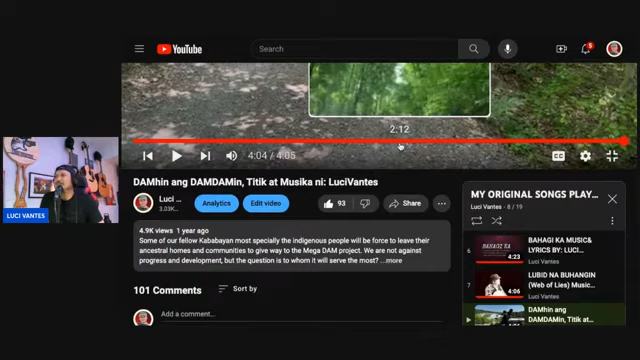 YouTube
Search
5
2:12
4:04 / 4:05
CC
DAMhin ang DAMDAMin, Titik at Musika ni: LuciVantes
Luci ...
3.03K
Analytics
Edit video
93
Share
4.9K views 1 year ago
Some of our fellow Kababayan most specially the indigenous people will be force to leave their
ancestral homes and communities to give way to the Mega DAM project. We are not against
progress and development, but the question is to whom it will serve the most? ...more
101 Comments
Sort by
Add a comment...
LUCI VANTES
MY ORIGINAL SONGS PLAY...
Luci Vantes - 8 / 19
6
4:23
BAHAGI KA MUSIC&
LYRICS BY: LUCI
Vantes
7
4:06
LUBID NA BUHANGIN
(Web of Lies) Music...
Luci Vantes
DAMhin ang
DAMDAMin, Titik at...